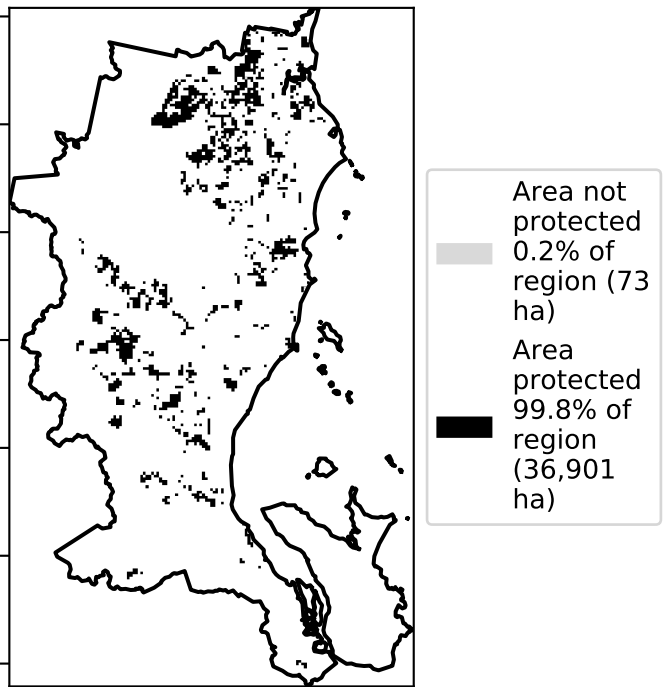 Area not
protected
0.2% of
region (73
ha)
Area
protected
99.8% of
region
(36,901
ha)